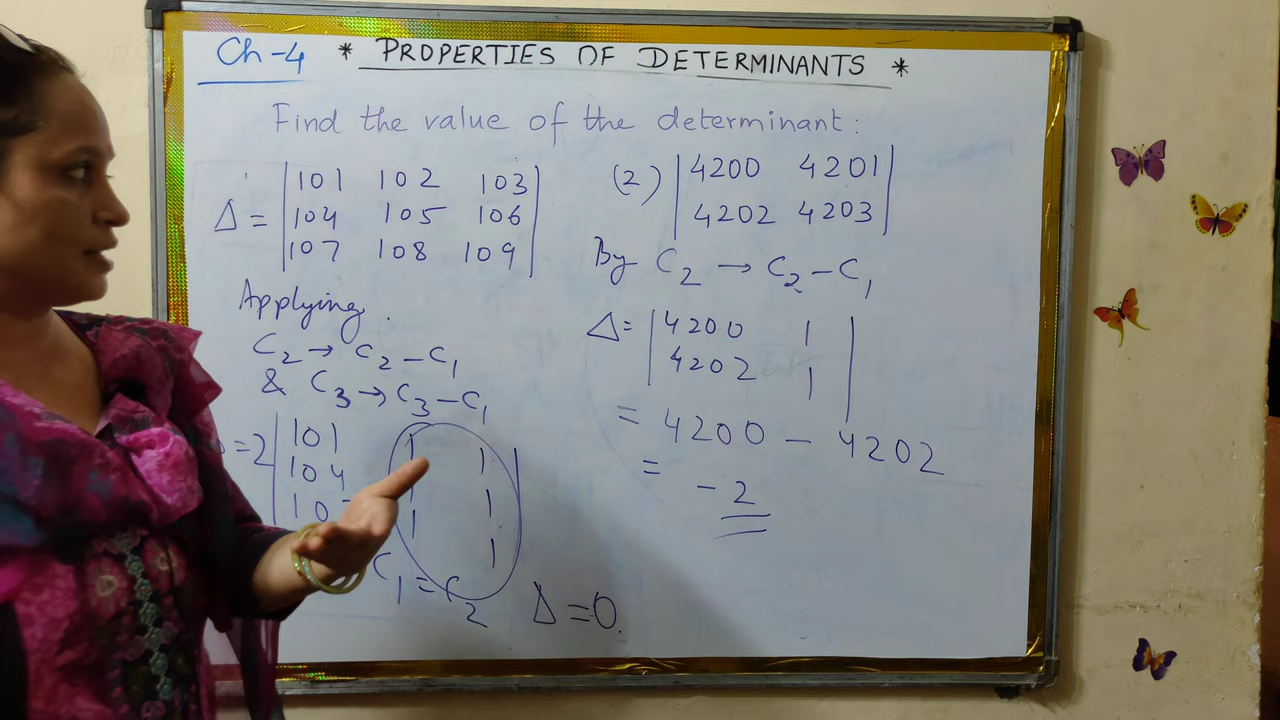 Ch-4 * PROPERTIES OF DETERMINANTS *
Find the value of the determinant:
Δ = | 101 102 103 |
| 104 105 106 |
| 107 108 109 |
Applying.
C₂ → C₂ - C₁
& C₃ → C₃ - C₁
=2 | 101 1 1 |
| 104 1 1 |
| 10 1 1 |
C₁ = C₂ Δ = 0.
(2) | 4200 4201 |
| 4202 4203 |
By C₂ → C₂ - C₁
Δ = | 4200 1 |
| 4202 1 |
= 4200 - 4202
= -2